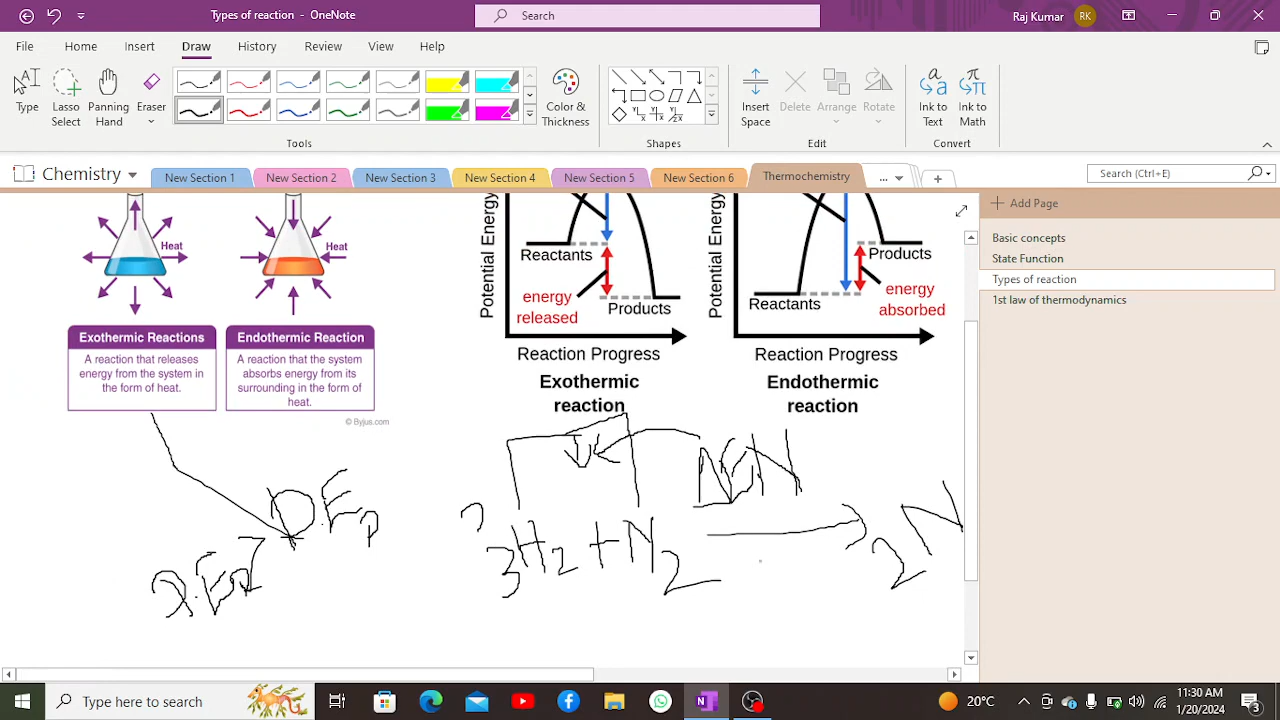 Types of reaction - OneNote
Search
Raj Kumar
RK
File
Home
Insert
Draw
History
Review
View
Help
Type
Lasso Select
Panning Hand
Eraser
Color & Thickness
Insert Space
Delete
Arrange
Rotate
Ink to Text
Ink to Math
Tools
Shapes
Edit
Convert
Chemistry
New Section 1
New Section 2
New Section 3
New Section 4
New Section 5
New Section 6
Thermochemistry
...
Search (Ctrl+E)
Add Page
Basic concepts
State Function
Types of reaction
1st law of thermodynamics
Heat
Heat
Exothermic Reactions
A reaction that releases
energy from the system in
the form of heat.
Endothermic Reaction
A reaction that the system
absorbs energy from its
surrounding in the form of
heat.
© Byjus.com
Potential Energy
Reactants
energy
released
Products
Reaction Progress
Exothermic
reaction
Potential Energy
Products
Reactants
energy
absorbed
Reaction Progress
Endothermic
reaction
3H2 + N2 → 2N
Type here to search
20°C
11:30 AM
1/20/2024
3